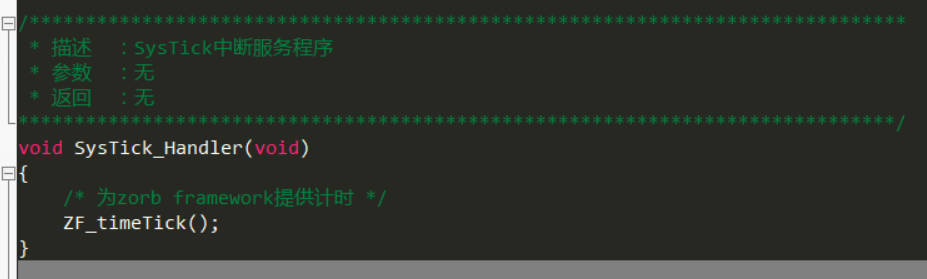 /*******************************************************************************
 * 描述  :SysTick中断服务程序
 * 参数  :无
 * 返回  :无
*******************************************************************************/
void SysTick_Handler(void)
{
    /* 为zorb framework提供计时 */
    ZF_timeTick();
}